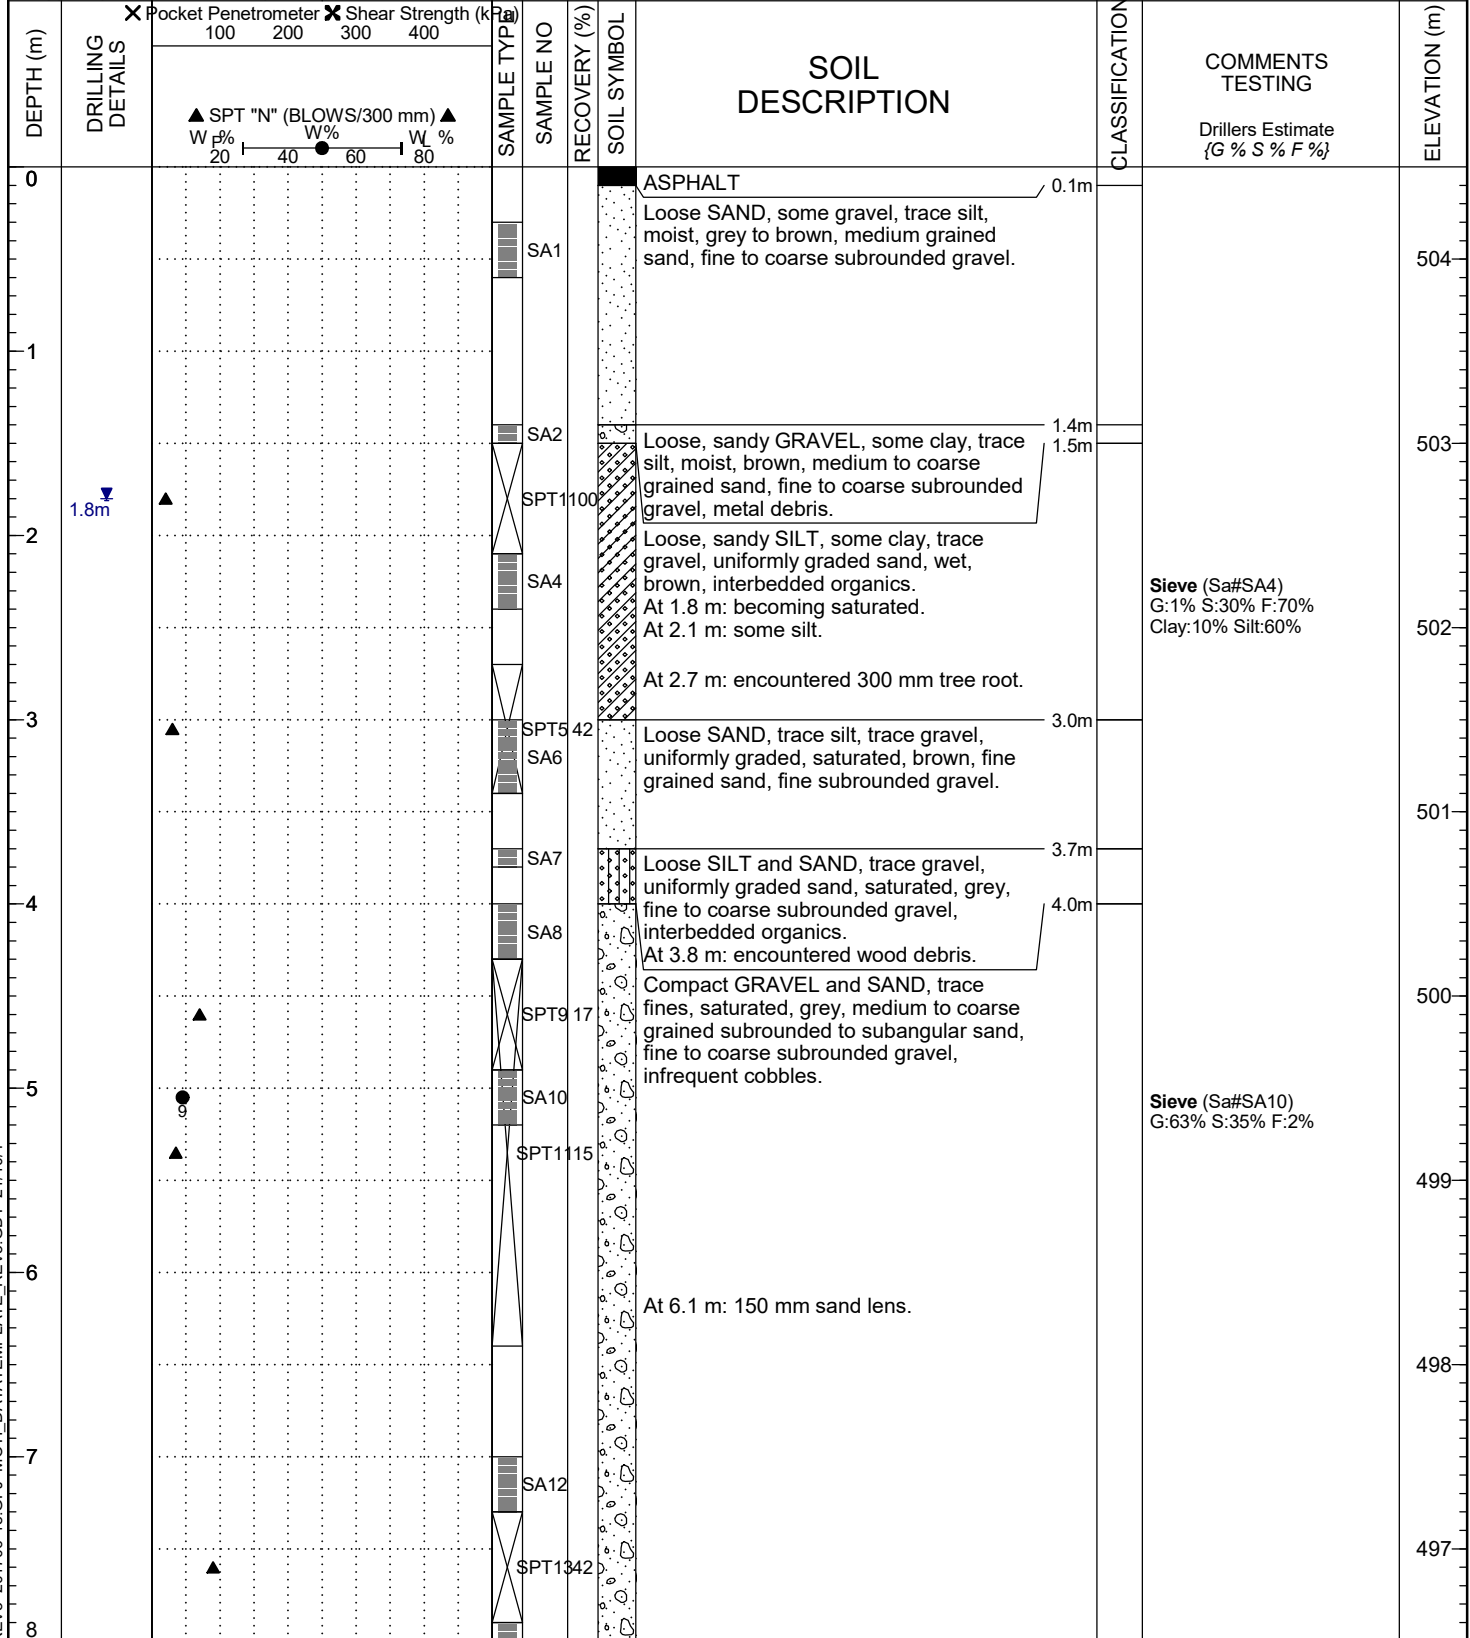 DEPTH (m)
DRILLING
DETAILS
Pocket Penetrometer Shear Strength (kPa)
100 200 300 400
▲ SPT "N" (BLOWS/300 mm) ▲
W P% W% W L %
20 40 60 80
SAMPLE TYPE
SAMPLE NO
RECOVERY (%)
SOIL SYMBOL
SOIL
DESCRIPTION
CLASSIFICATION
COMMENTS
TESTING
Drillers Estimate
{G % S % F %}
ELEVATION (m)
0
ASPHALT
0.1m
Loose SAND, some gravel, trace silt,
moist, grey to brown, medium grained
sand, fine to coarse subrounded gravel.
SA1
504
1
1.4m
SA2
503
1.5m
Loose, sandy GRAVEL, some clay, trace
silt, moist, brown, medium to coarse
grained sand, fine to coarse subrounded
gravel, metal debris.
1.8m
SPT1 100
2
Loose, sandy SILT, some clay, trace
gravel, uniformly graded sand, wet,
brown, interbedded organics.
At 1.8 m: becoming saturated.
At 2.1 m: some silt.
SA4
Sieve (Sa#SA4)
G:1% S:30% F:70%
Clay:10% Silt:60%
502
At 2.7 m: encountered 300 mm tree root.
3
3.0m
SPT5 42
SA6
Loose SAND, trace silt, trace gravel,
uniformly graded, saturated, brown, fine
grained sand, fine subrounded gravel.
501
3.7m
SA7
Loose SILT and SAND, trace gravel,
uniformly graded sand, saturated, grey,
fine to coarse subrounded gravel,
interbedded organics.
At 3.8 m: encountered wood debris.
4
4.0m
SA8
Compact GRAVEL and SAND, trace
fines, saturated, grey, medium to coarse
grained subrounded to subangular sand,
fine to coarse subrounded gravel,
infrequent cobbles.
500
SPT9 17
5
9
SA10
Sieve (Sa#SA10)
G:63% S:35% F:2%
SPT11 15
499
6
At 6.1 m: 150 mm sand lens.
498
7
SA12
497
SPT13 42
8